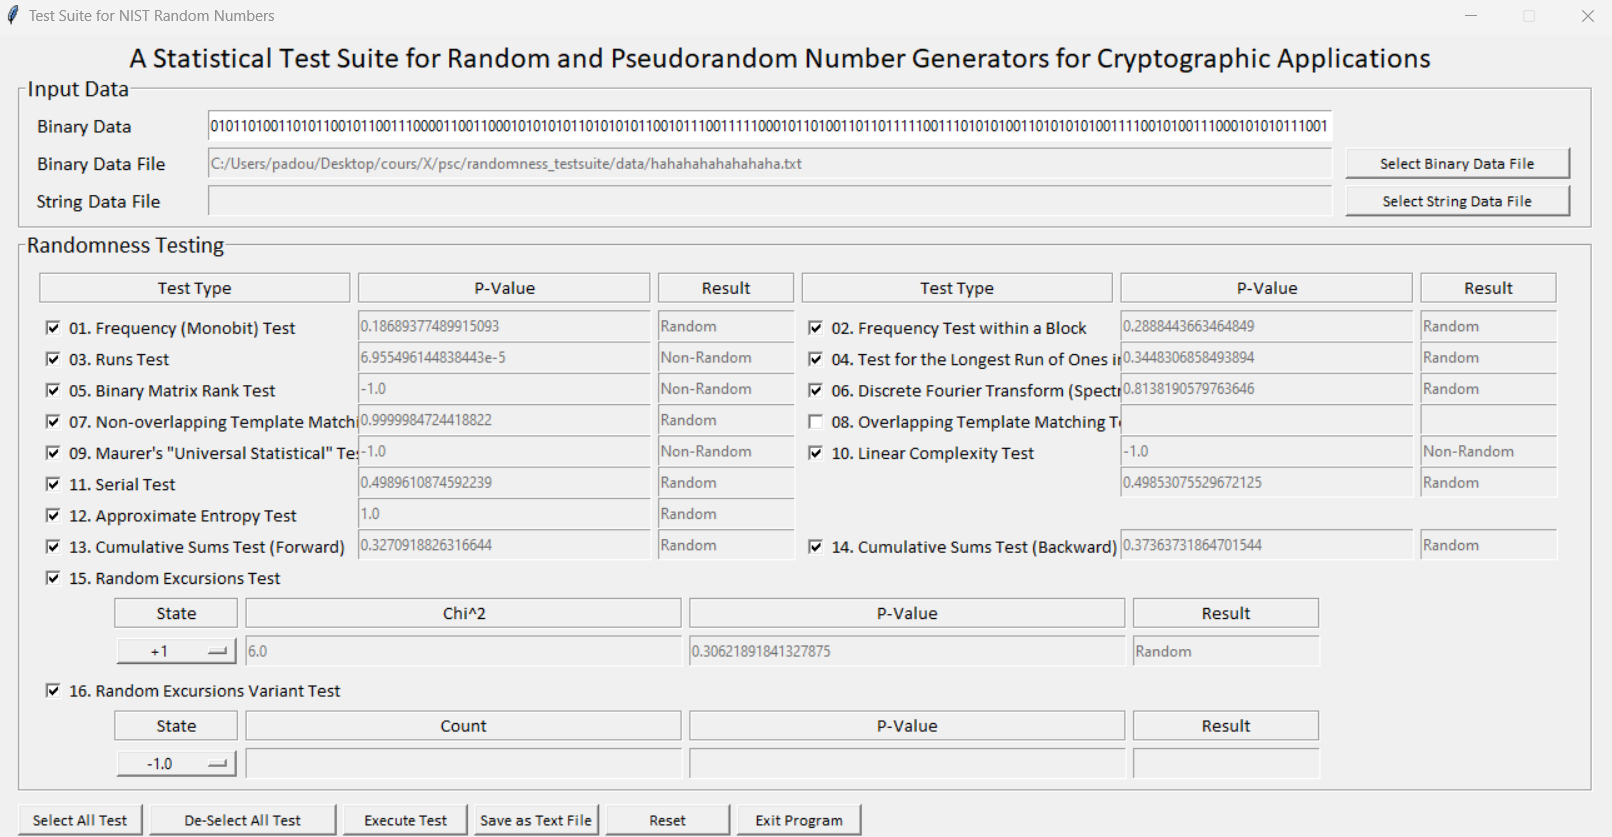 Test Suite for NIST Random Numbers
A Statistical Test Suite for Random and Pseudorandom Number Generators for Cryptographic Applications
Input Data
Binary Data 0101101001101011001011001110000110011000101010101101010101100101110011111000101101001101101111100111010101001101010101001111001010011100010101011​1001
Binary Data File C:/Users/padou/Desktop/cours/X/psc/randomness_testsuite/data/hahahahahahahaha.txt Select Binary Data File
String Data File Select String Data File
Randomness Testing
Test Type P-Value Result Test Type P-Value Result
01. Frequency (Monobit) Test 0.18689377489915093 Random 02. Frequency Test within a Block 0.2888443663464849 Random
03. Runs Test 6.955496144838443e-5 Non-Random 04. Test for the Longest Run of Ones i 0.3448306858493894 Random
05. Binary Matrix Rank Test -1.0 Non-Random 06. Discrete Fourier Transform (Spectr 0.8138190579763646 Random
07. Non-overlapping Template Matchi 0.9999984724418822 Random 08. Overlapping Template Matching T
09. Maurer's "Universal Statistical" Te -1.0 Non-Random 10. Linear Complexity Test -1.0 Non-Random
11. Serial Test 0.4989610874592239 Random 0.49853075529672125 Random
12. Approximate Entropy Test 1.0 Random
13. Cumulative Sums Test (Forward) 0.3270918826316644 Random 14. Cumulative Sums Test (Backward) 0.37363731864701544 Random
15. Random Excursions Test
State Chi^2 P-Value Result
+1 6.0 0.30621891841327875 Random
16. Random Excursions Variant Test
State Count P-Value Result
-1.0
Select All Test De-Select All Test Execute Test Save as Text File Reset Exit Program